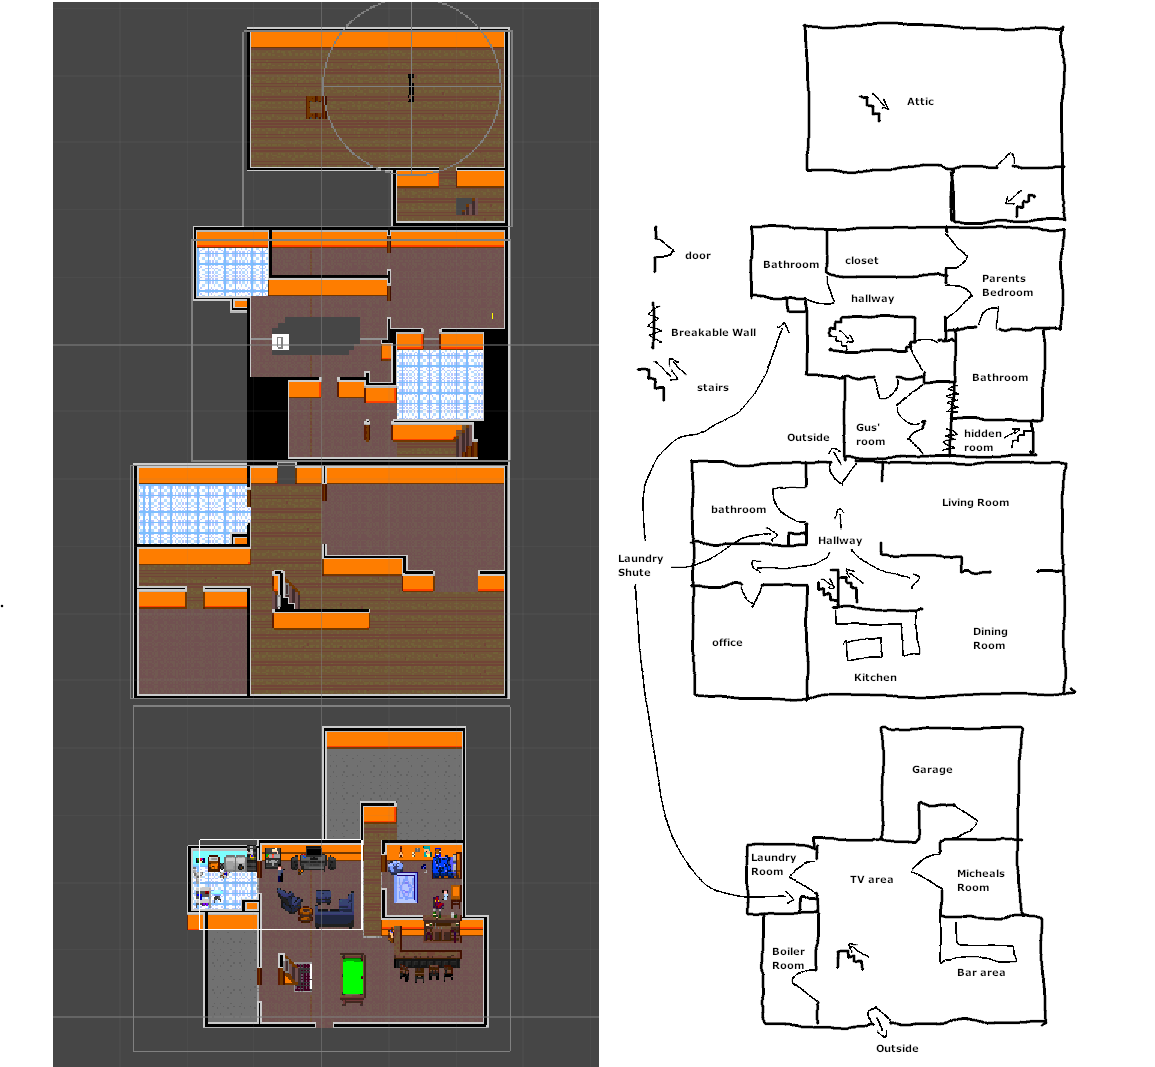 Attic
door
Bathroom
closet
Parents
Bedroom
hallway
Breakable Wall
stairs
Bathroom
Gus'
room
hidden
room
Outside
bathroom
Living Room
Hallway
Laundry
Shute
office
Dining
Room
Kitchen
Garage
Laundry
Room
TV area
Micheals
Room
Boiler
Room
Bar area
Outside